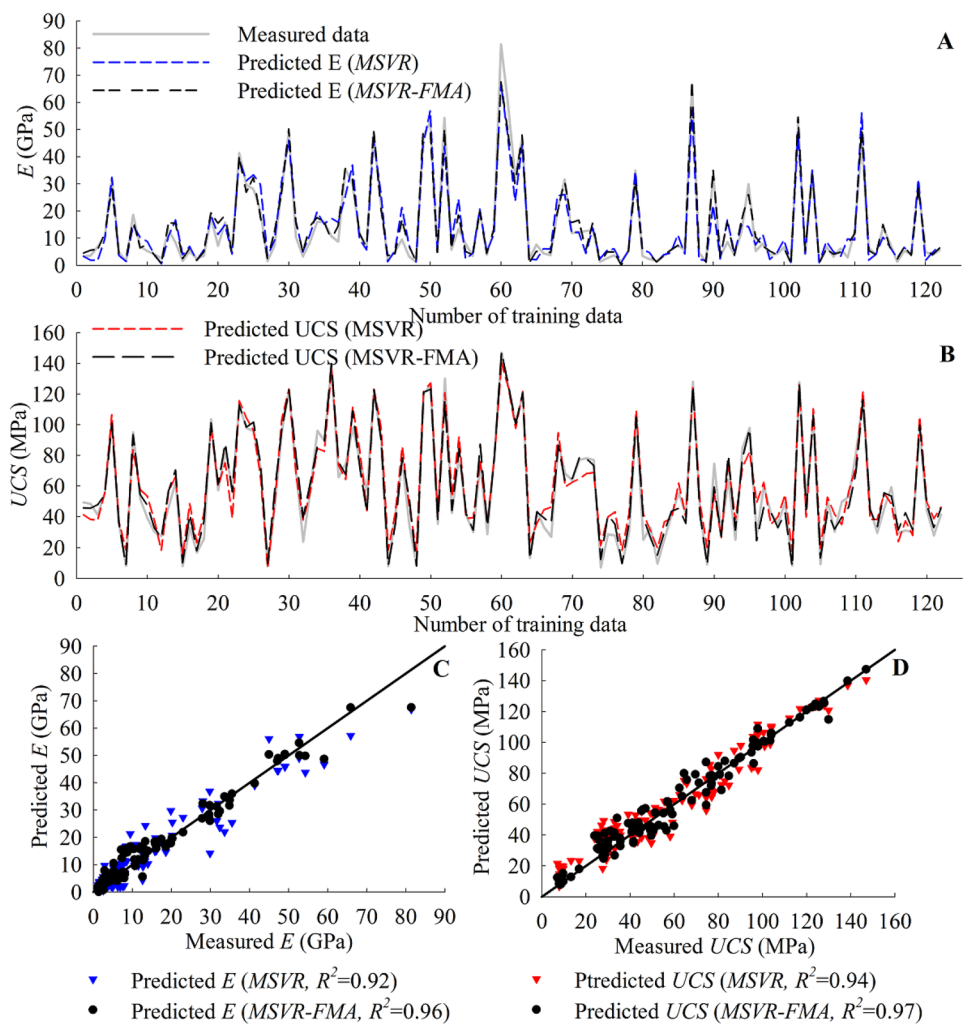 90
80
70
60
50
40
30
20
10
0
E (GPa)
Measured data
Predicted E (MSVR)
Predicted E (MSVR-FMA)
A
0 10 20 30 40 50 60 70 80 90 100 110 120
Number of training data
160
140
120
100
80
60
40
20
0
UCS (MPa)
Predicted UCS (MSVR)
Predicted UCS (MSVR-FMA)
B
0 10 20 30 40 50 60 70 80 90 100 110 120
Number of training data
90
80
70
60
50
40
30
20
10
0
Predicted E (GPa)
C
0 10 20 30 40 50 60 70 80 90
Measured E (GPa)
Predicted E (MSVR, R²=0.92)
Predicted E (MSVR-FMA, R²=0.96)
160
140
120
100
80
60
40
20
0
Predicted UCS (MPa)
D
0 20 40 60 80 100 120 140 160
Measured UCS (MPa)
Ptredicted UCS (MSVR, R²=0.94)
Predicted UCS (MSVR-FMA, R²=0.97)